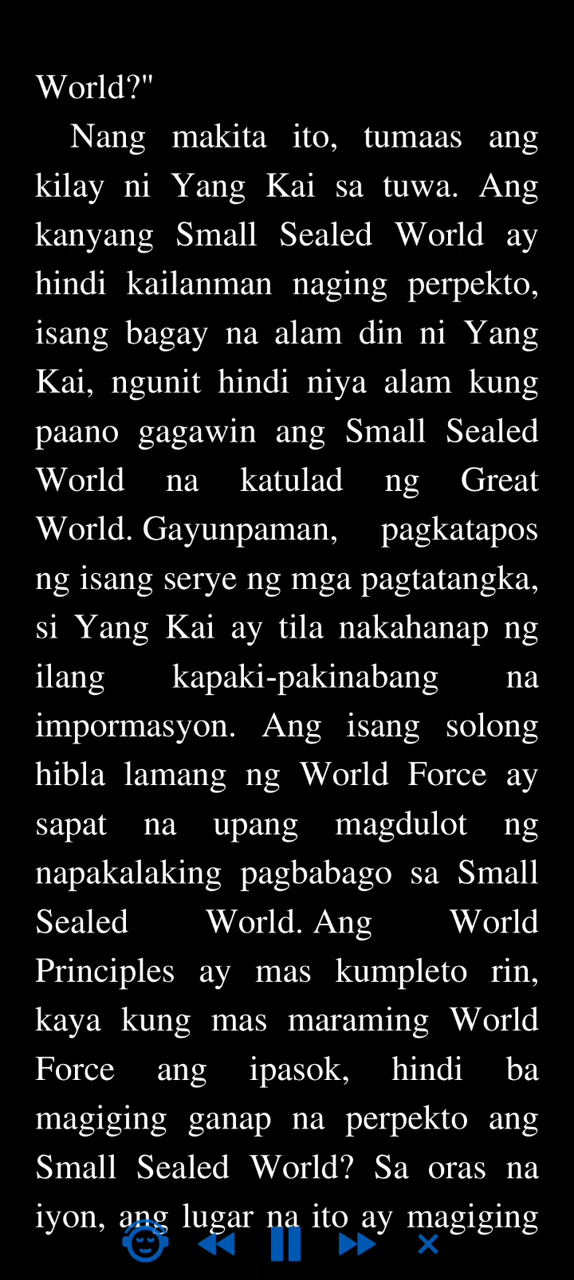 World?"
Nang makita ito, tumaas ang
kilay ni Yang Kai sa tuwa. Ang
kanyang Small Sealed World ay
hindi kailanman naging perpekto,
isang bagay na alam din ni Yang
Kai, ngunit hindi niya alam kung
paano gagawin ang Small Sealed
World na katulad ng Great
World. Gayunpaman, pagkatapos
ng isang serye ng mga pagtatangka,
si Yang Kai ay tila nakahanap ng
ilang kapaki-pakinabang na
impormasyon. Ang isang solong
hibla lamang ng World Force ay
sapat na upang magdulot ng
napakalaking pagbabago sa Small
Sealed World. Ang World
Principles ay mas kumpleto rin,
kaya kung mas maraming World
Force ang ipasok, hindi ba
magiging ganap na perpekto ang
Small Sealed World? Sa oras na
iyon, ang lugar na ito ay magiging